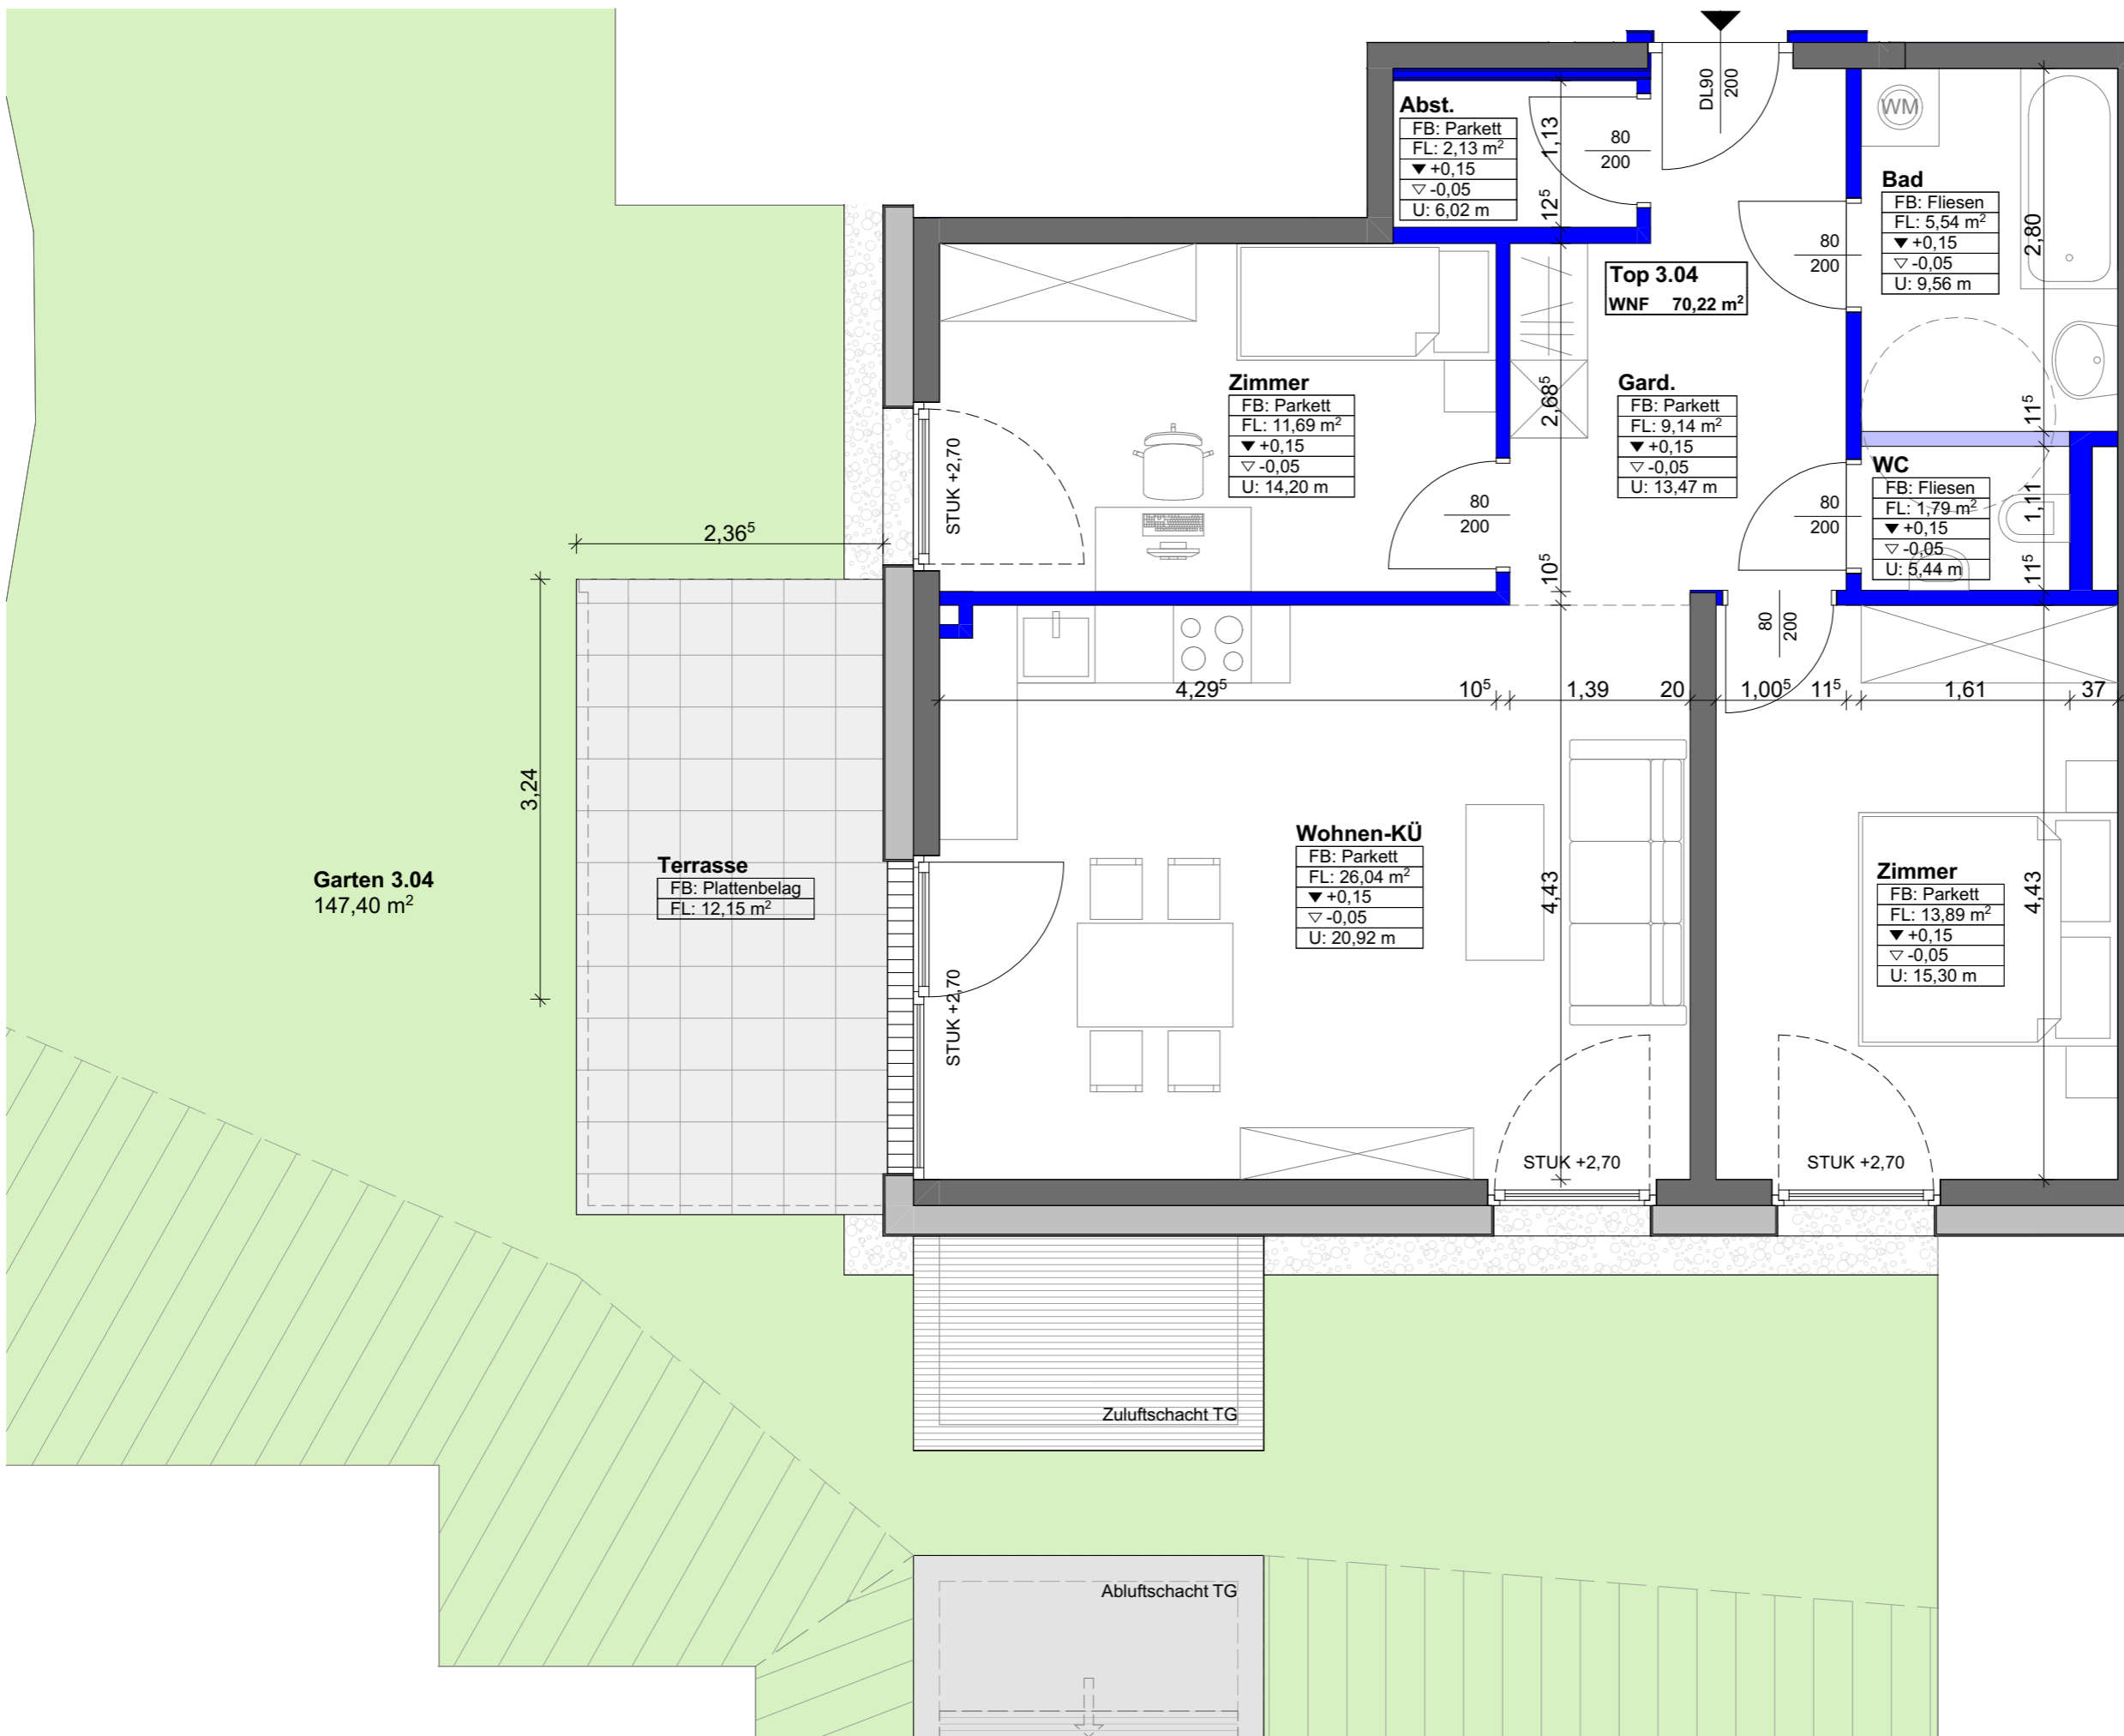 DL90
200
Abst.
FB: Parkett
FL: 2,13 m²
▼ +0,15
▽ -0,05
U: 6,02 m
1,13
12⁵
80
200
WM
Bad
FB: Fliesen
FL: 5,54 m²
▼ +0,15
▽ -0,05
U: 9,56 m
2,80
80
200
Top 3.04
WNF 70,22 m²
Zimmer
FB: Parkett
FL: 11,69 m²
▼ +0,15
▽ -0,05
U: 14,20 m
2,68⁵
Gard.
FB: Parkett
FL: 9,14 m²
▼ +0,15
▽ -0,05
U: 13,47 m
11⁵
WC
FB: Fliesen
FL: 1,79 m²
▼ +0,15
▽ -0,05
U: 5,44 m
1,11
11⁵
STUK +2,70
80
200
80
200
2,36⁵
10⁵
80
200
4,29⁵
10⁵
1,39
20
1,00⁵
11⁵
1,61
37
3,24
Garten 3.04
147,40 m²
Terrasse
FB: Plattenbelag
FL: 12,15 m²
Wohnen-KÜ
FB: Parkett
FL: 26,04 m²
▼ +0,15
▽ -0,05
U: 20,92 m
4,43
Zimmer
FB: Parkett
FL: 13,89 m²
▼ +0,15
▽ -0,05
U: 15,30 m
4,43
STUK +2,70
STUK +2,70
STUK +2,70
Zuluftschacht TG
Abluftschacht TG